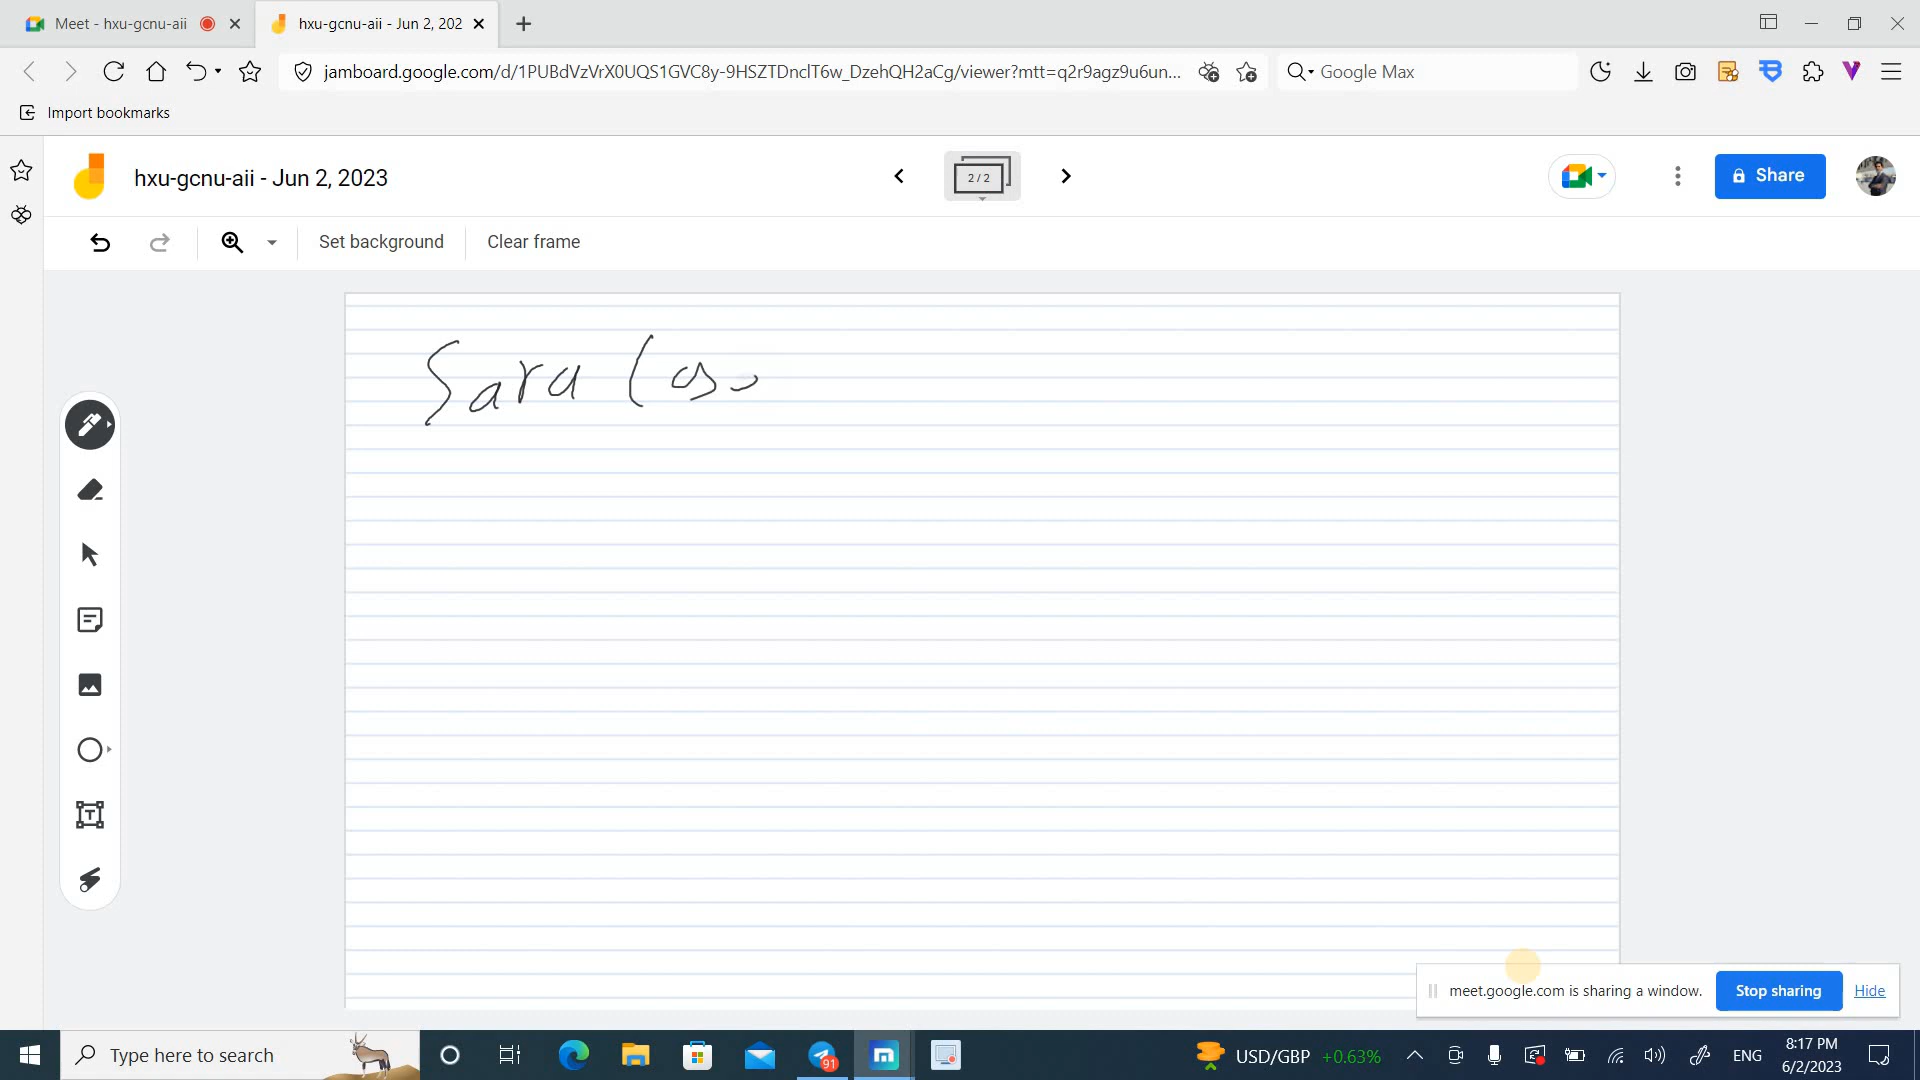 Meet - hxu-gcnu-aii
hxu-gcnu-aii - Jun 2, 202
jamboard.google.com/d/1PUBdVzVrX0UQS1GVC8y-9HSZTDnclT6w_DzehQH2aCg/viewer?mtt=q2r9agz9u6un...
Google Max
Import bookmarks
hxu-gcnu-aii - Jun 2, 2023
2 / 2
Share
Set background
Clear frame
Sara (
meet.google.com is sharing a window.
Stop sharing
Hide
Type here to search
91
USD/GBP +0.63%
ENG
8:17 PM
6/2/2023